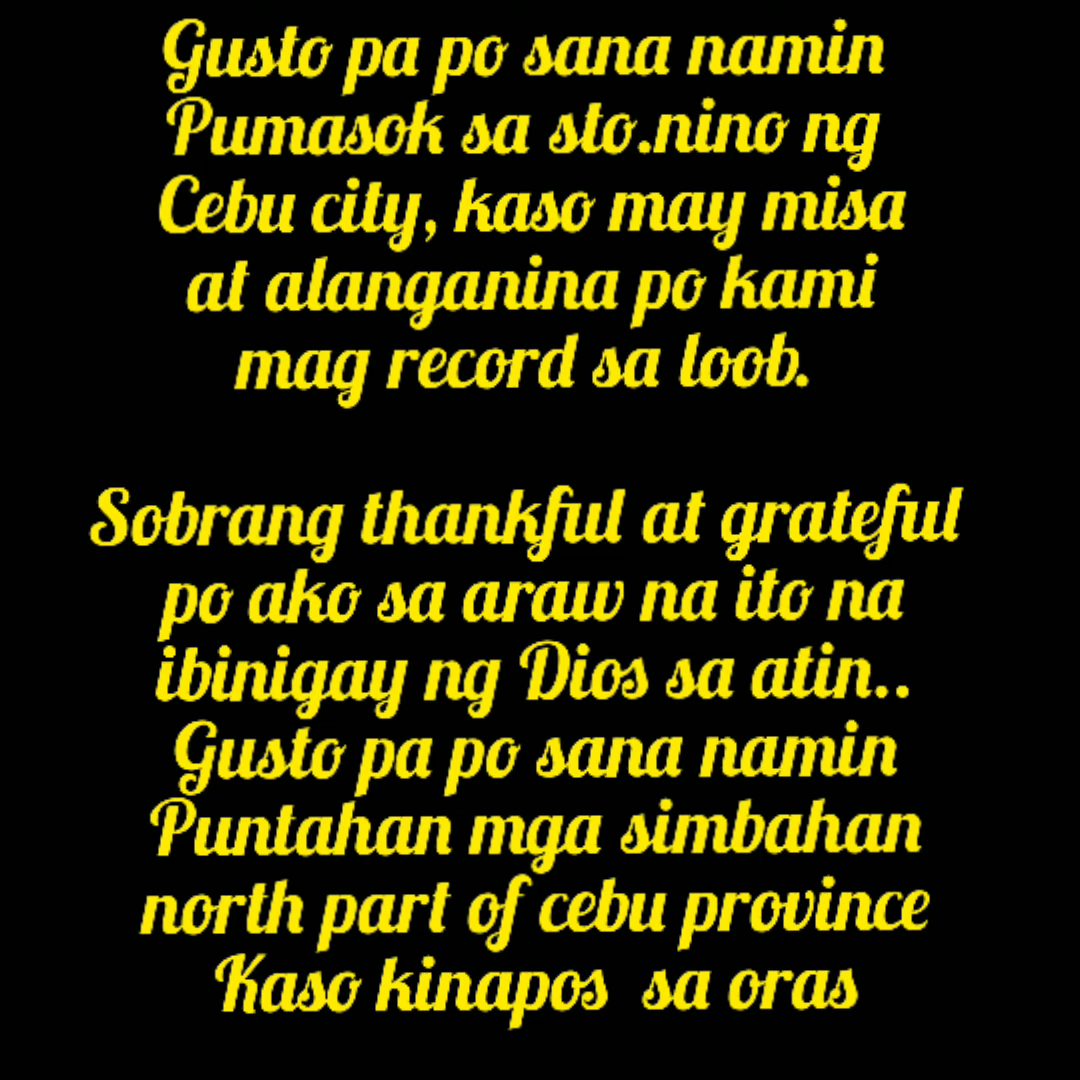 Gusto pa po sana namin
Pumasok sa sto.nino ng
Cebu city, kaso may misa
at alanganina po kami
mag record sa loob.
Sobrang thankful at grateful
po ako sa araw na ito na
ibinigay ng Dios sa atin..
Gusto pa po sana namin
Puntahan mga simbahan
north part of cebu province
Kaso kinapos sa oras